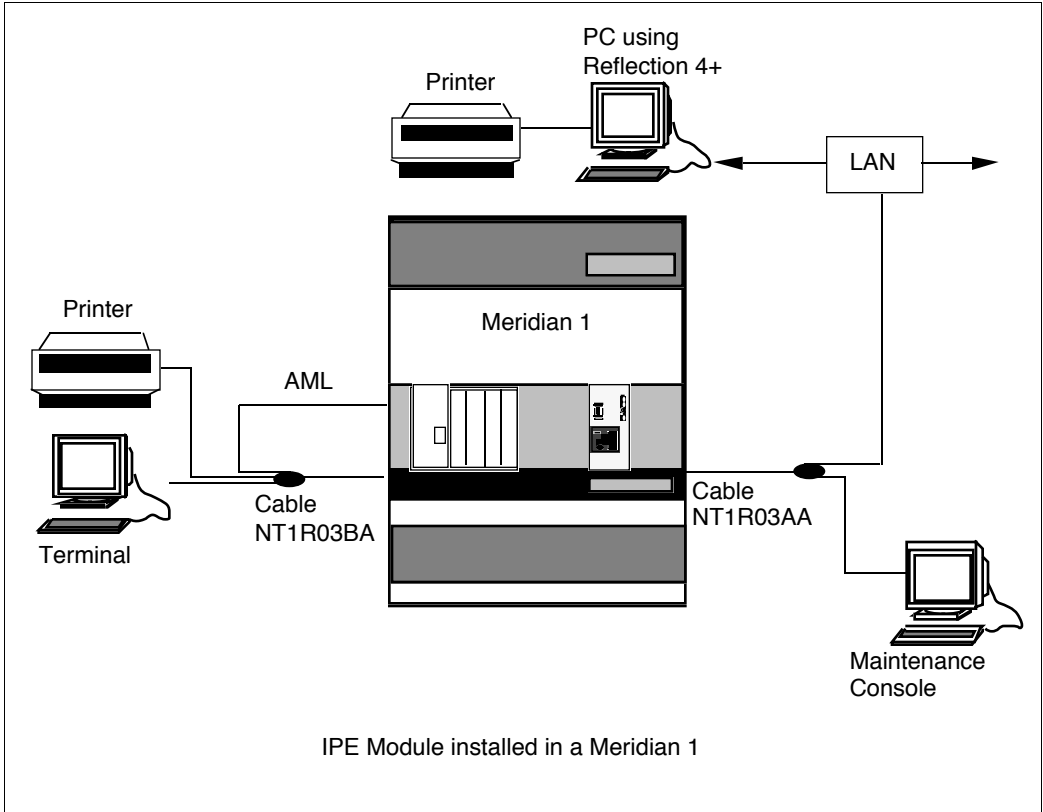 PC using
Reflection 4+
Printer
LAN
Printer
Meridian 1
AML
Cable
NT1R03BA
Cable
NT1R03AA
Terminal
Maintenance
Console
IPE Module installed in a Meridian 1